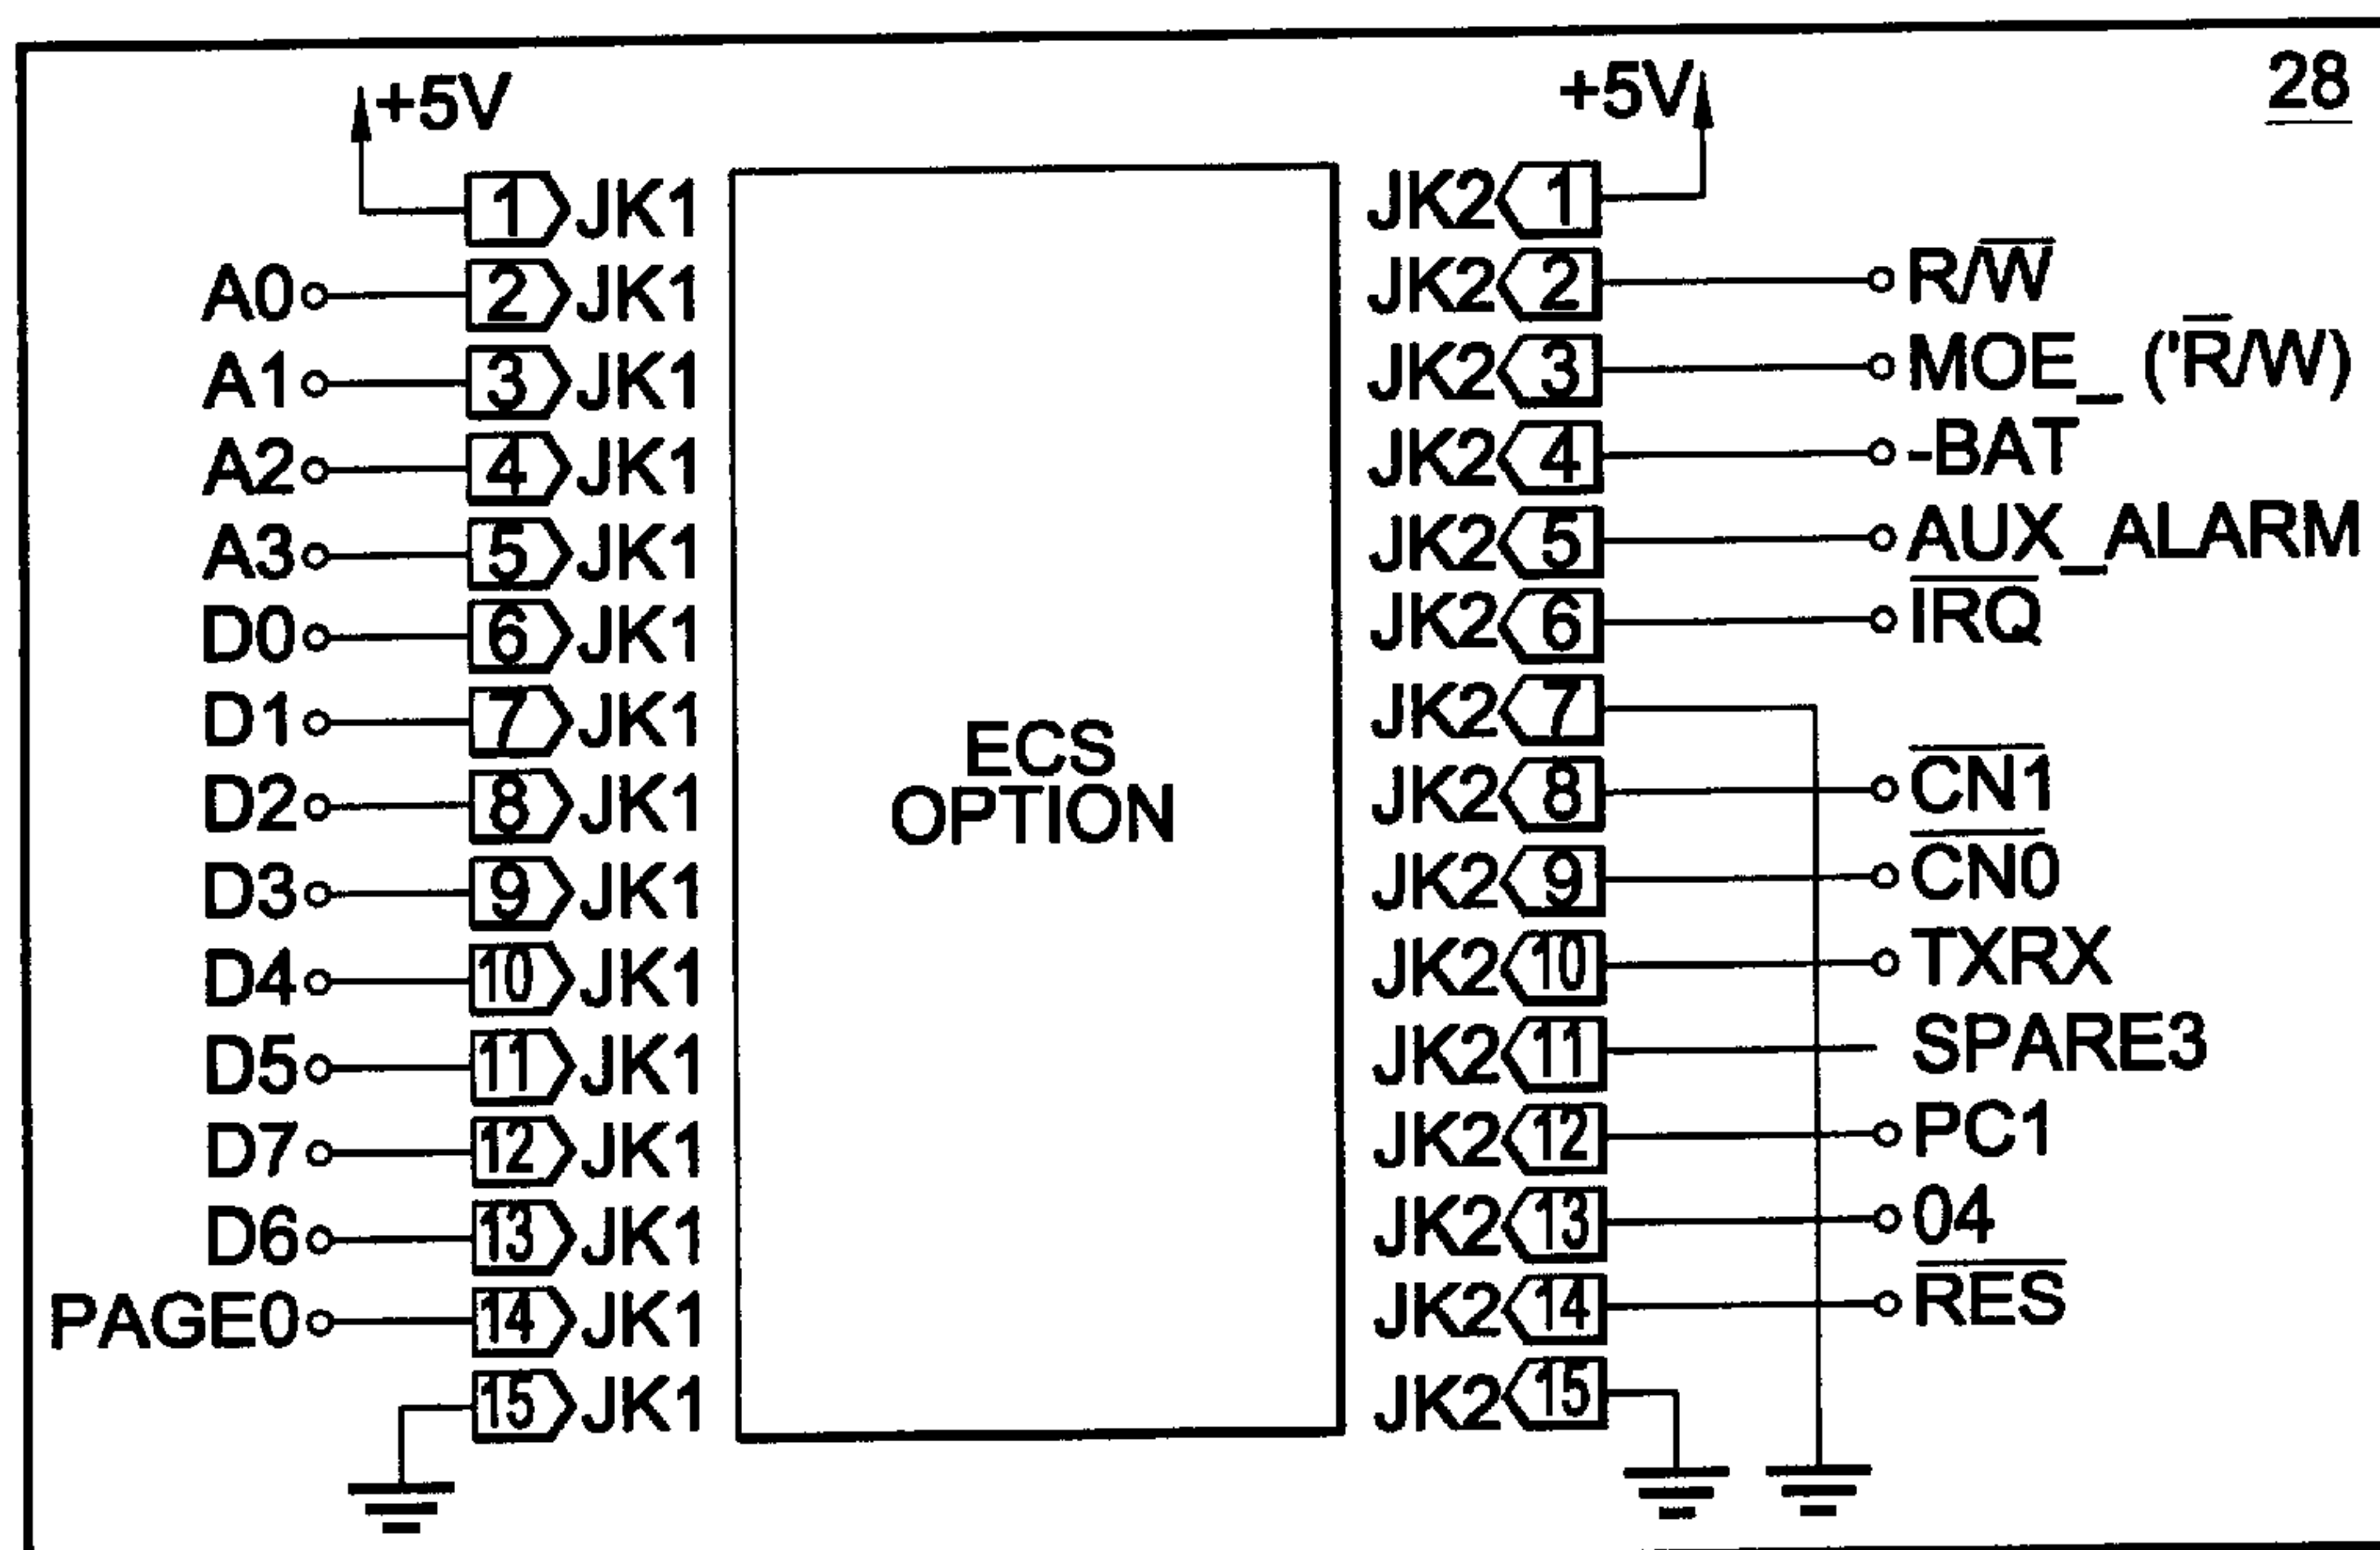 28
+5V +5V
1 JK1 JK2 1
A0 2 JK1 JK2 2 R/W̅
A1 3 JK1 JK2 3 MOE_ ('R̅/W)
A2 4 JK1 JK2 4 -BAT
A3 5 JK1 JK2 5 AUX_ALARM
D0 6 JK1 JK2 6 I̅R̅Q̅
D1 7 JK1 JK2 7
ECS
D2 8 JK1 JK2 8 C̅N̅1̅
OPTION
D3 9 JK1 JK2 9 C̅N̅0̅
D4 10 JK1 JK2 10 TXRX
D5 11 JK1 JK2 11 SPARE3
D7 12 JK1 JK2 12 PC1
D6 13 JK1 JK2 13 04
PAGE0 14 JK1 JK2 14 R̅E̅S̅
15 JK1 JK2 15